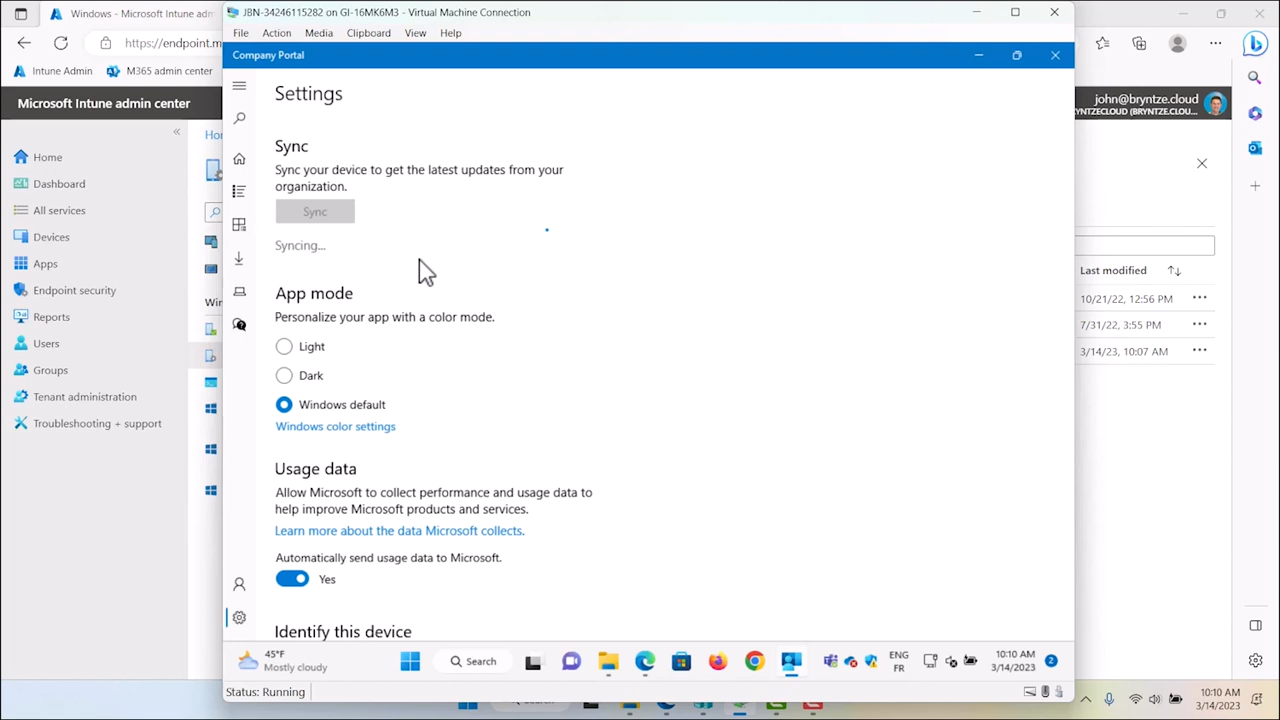 JBN-34246115282 on GI-16MK6M3 - Virtual Machine Connection
Windows - Microsoft Intune admin
File Action Media Clipboard View Help
https://endpoint.m
Company Portal
Intune Admin
M365 admin center
Microsoft Intune admin center
john@bryntze.cloud
RYNTZECLOUD (BRYNTZE.CLOU...
«
Home
Dashboard
All services
Devices
Apps
Endpoint security
Reports
Users
Groups
Tenant administration
Troubleshooting + support
Hom
Win
Settings
Sync
Sync your device to get the latest updates from your
organization.
Sync
Syncing...
App mode
Personalize your app with a color mode.
Light
Dark
Windows default
Windows color settings
Usage data
Allow Microsoft to collect performance and usage data to
help improve Microsoft products and services.
Learn more about the data Microsoft collects.
Automatically send usage data to Microsoft.
Yes
Identify this device
Last modified
10/21/22, 12:56 PM
7/31/22, 3:55 PM
3/14/23, 10:07 AM
45°F
Mostly cloudy
Search
ENG
FR
10:10 AM
3/14/2023
2
Status: Running
10:10 AM
3/14/2023